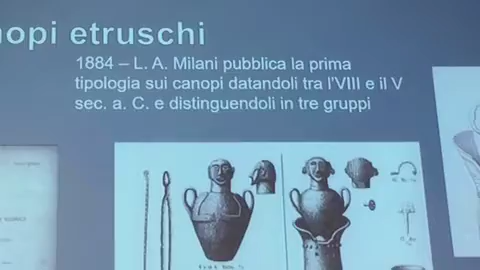 nopi etruschi
1884 – L. A. Milani pubblica la prima
tipologia sui canopi datandoli tra l'VIII e il V
sec. a. C. e distinguendoli in tre gruppi